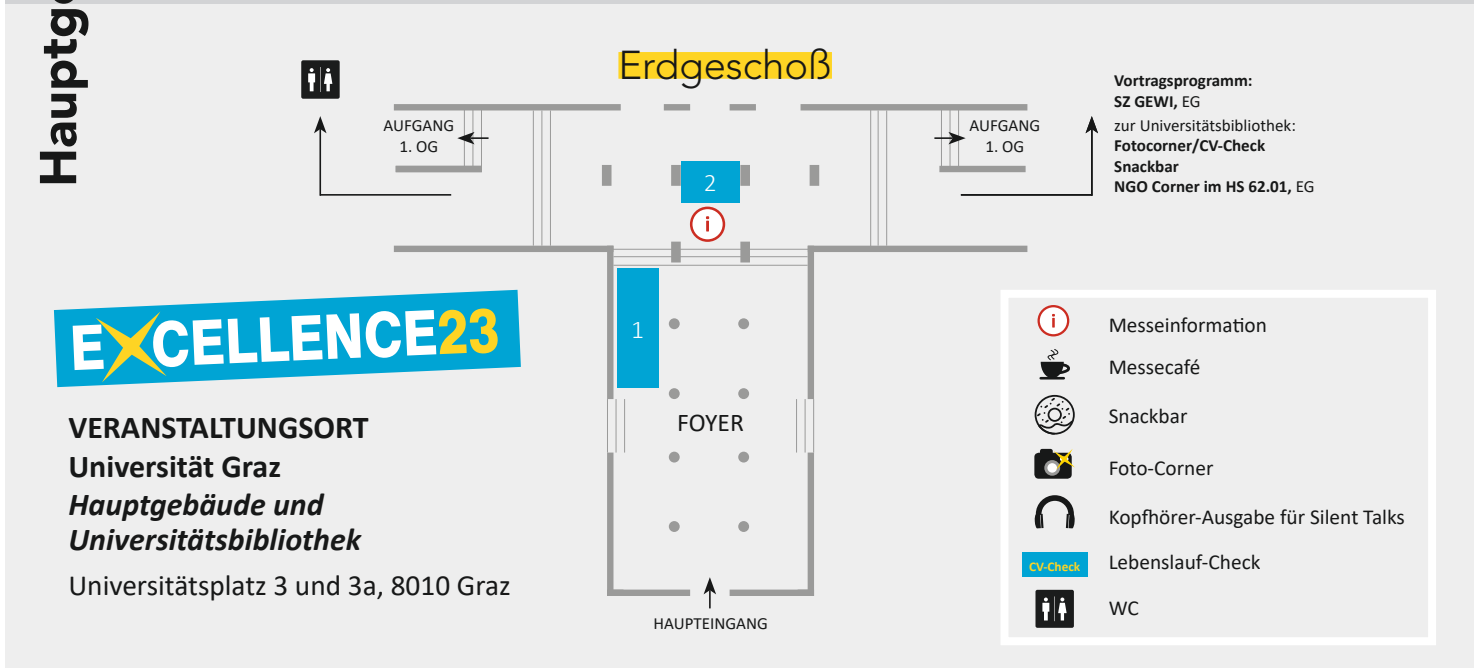 Hauptg
Erdgeschoß
AUFGANG
1. OG
AUFGANG
1. OG
Vortragsprogramm:
SZ GEWI, EG
zur Universitätsbibliothek:
Fotocorner/CV-Check
Snackbar
NGO Corner im HS 62.01, EG
2
i
1
FOYER
HAUPTEINGANG
EXCELLENCE23
VERANSTALTUNGSORT
Universität Graz
Hauptgebäude und
Universitätsbibliothek
Universitätsplatz 3 und 3a, 8010 Graz
i Messeinformation
Messecafé
Snackbar
Foto-Corner
Kopfhörer-Ausgabe für Silent Talks
CV-Check Lebenslauf-Check
WC